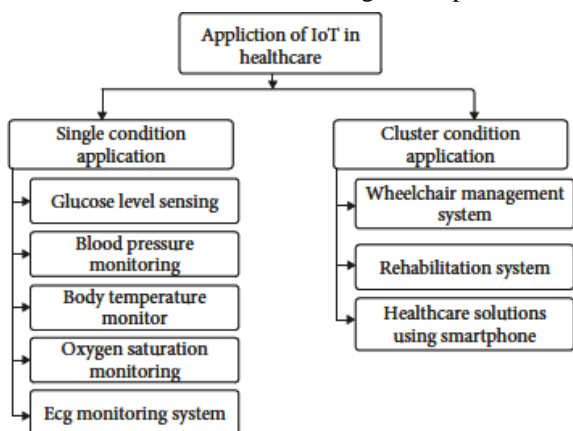 Appliction of IoT in
healthcare
Single condition
application
Glucose level sensing
Blood pressure
monitoring
Body temperature
monitor
Oxygen saturation
monitoring
Ecg monitoring system
Cluster condition
application
Wheelchair management
system
Rehabilitation system
Healthcare solutions
using smartphone